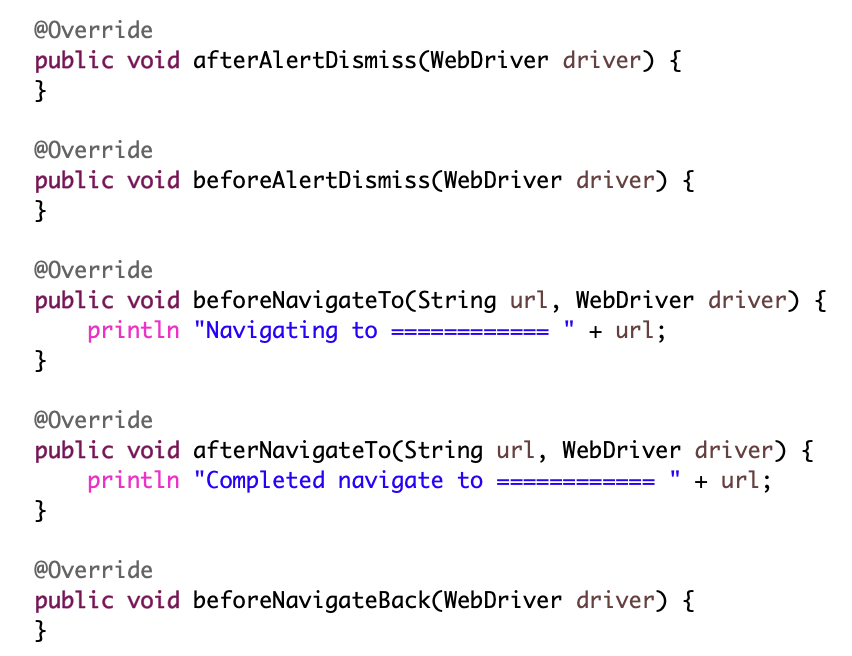 @Override
public void afterAlertDismiss(WebDriver driver) {
}
@Override
public void beforeAlertDismiss(WebDriver driver) {
}
@Override
public void beforeNavigateTo(String url, WebDriver driver) {
    println "Navigating to ============ " + url;
}
@Override
public void afterNavigateTo(String url, WebDriver driver) {
    println "Completed navigate to ============ " + url;
}
@Override
public void beforeNavigateBack(WebDriver driver) {
}